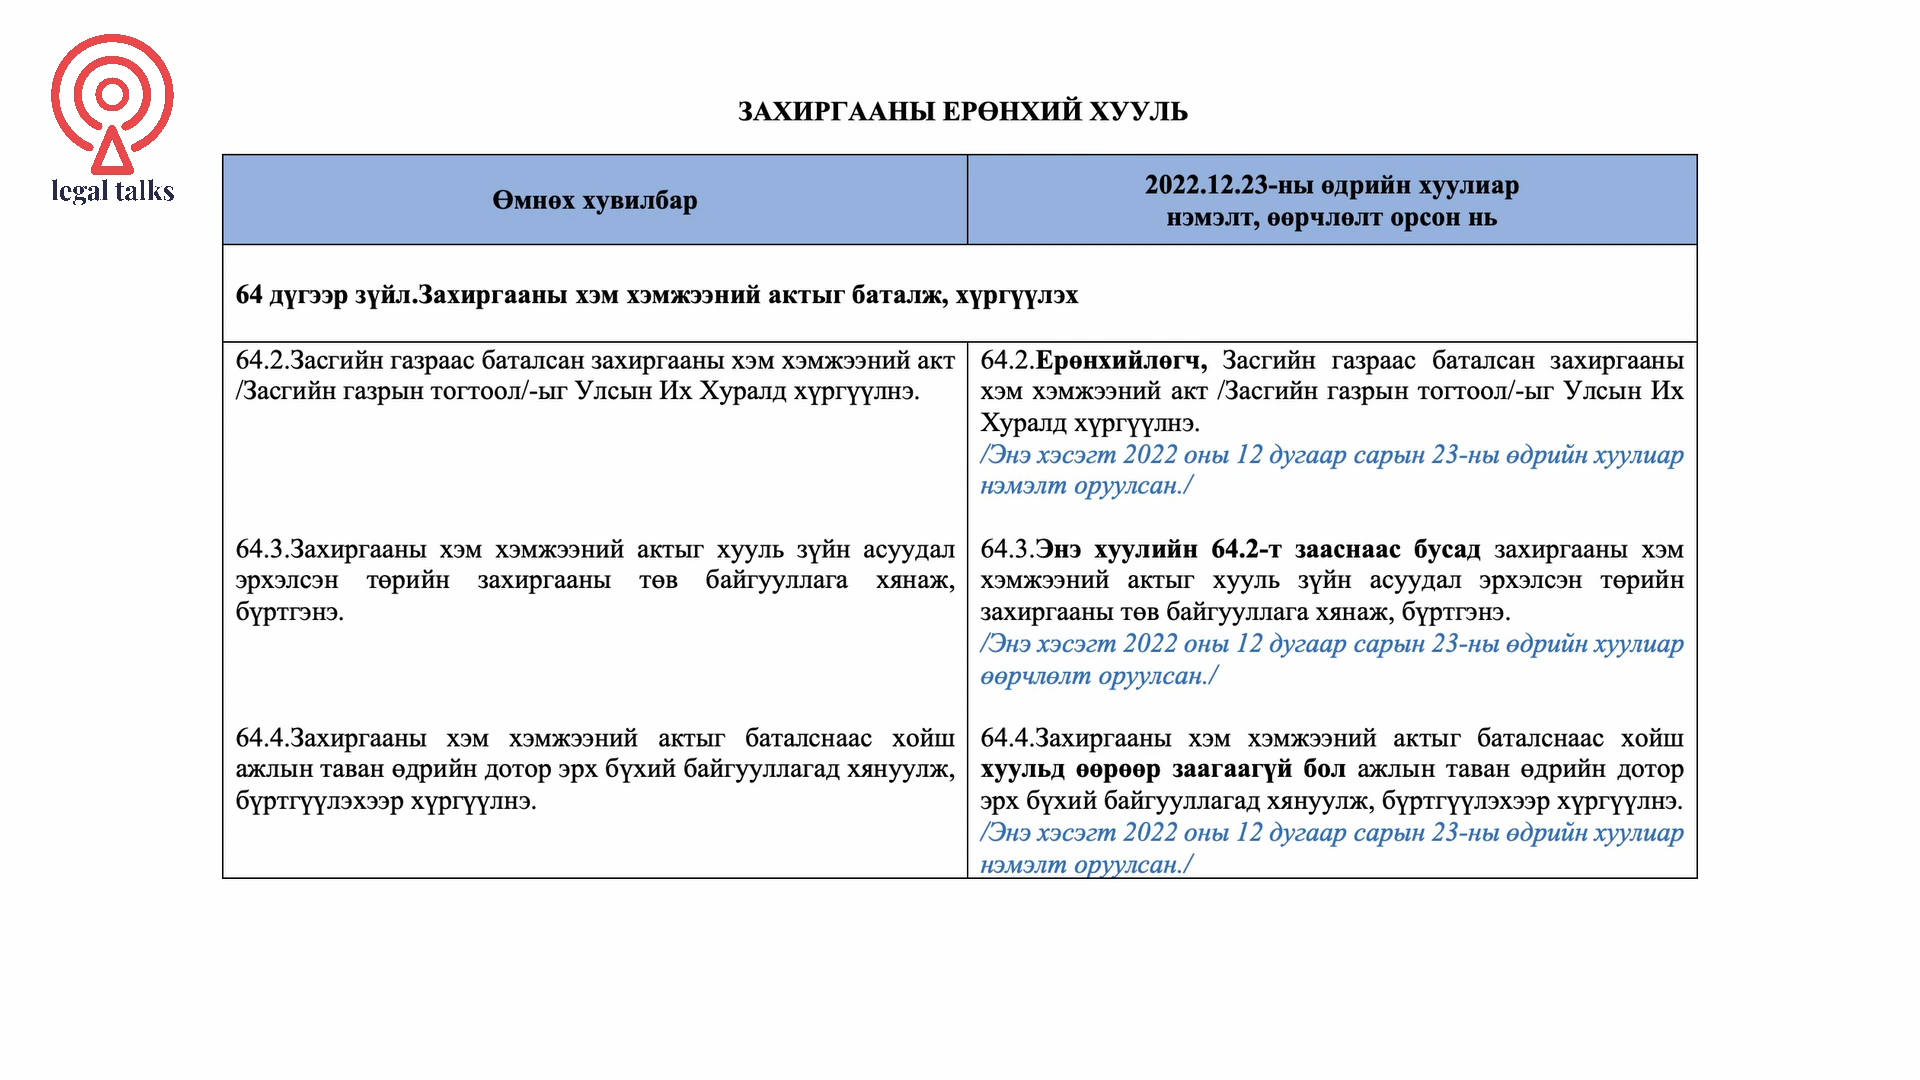 legal talks
ЗАХИРГААНЫ ЕРӨНХИЙ ХУУЛЬ
Өмнөх хувилбар
2022.12.23-ны өдрийн хуулиар
нэмэлт, өөрчлөлт орсон нь
64 дүгээр зүйл.Захиргааны хэм хэмжээний актыг баталж, хүргүүлэх
64.2.Засгийн газраас баталсан захиргааны хэм хэмжээний акт
/Засгийн газрын тогтоол/-ыг Улсын Их Хуралд хүргүүлнэ.
64.2.Ерөнхийлөгч, Засгийн газраас баталсан захиргааны
хэм хэмжээний акт /Засгийн газрын тогтоол/-ыг Улсын Их
Хуралд хүргүүлнэ.
/Энэ хэсэгт 2022 оны 12 дугаар сарын 23-ны өдрийн хуулиар
нэмэлт оруулсан./
64.3.Захиргааны хэм хэмжээний актыг хууль зүйн асуудал
эрхэлсэн төрийн захиргааны төв байгууллага хянаж,
бүртгэнэ.
64.3.Энэ хуулийн 64.2-т зааснаас бусад захиргааны хэм
хэмжээний актыг хууль зүйн асуудал эрхэлсэн төрийн
захиргааны төв байгууллага хянаж, бүртгэнэ.
/Энэ хэсэгт 2022 оны 12 дугаар сарын 23-ны өдрийн хуулиар
өөрчлөлт оруулсан./
64.4.Захиргааны хэм хэмжээний актыг баталснаас хойш
ажлын таван өдрийн дотор эрх бүхий байгууллагад хянуулж,
бүртгүүлэхээр хүргүүлнэ.
64.4.Захиргааны хэм хэмжээний актыг баталснаас хойш
хуульд өөрөөр заагаагүй бол ажлын таван өдрийн дотор
эрх бүхий байгууллагад хянуулж, бүртгүүлэхээр хүргүүлнэ.
/Энэ хэсэгт 2022 оны 12 дугаар сарын 23-ны өдрийн хуулиар
нэмэлт оруулсан./